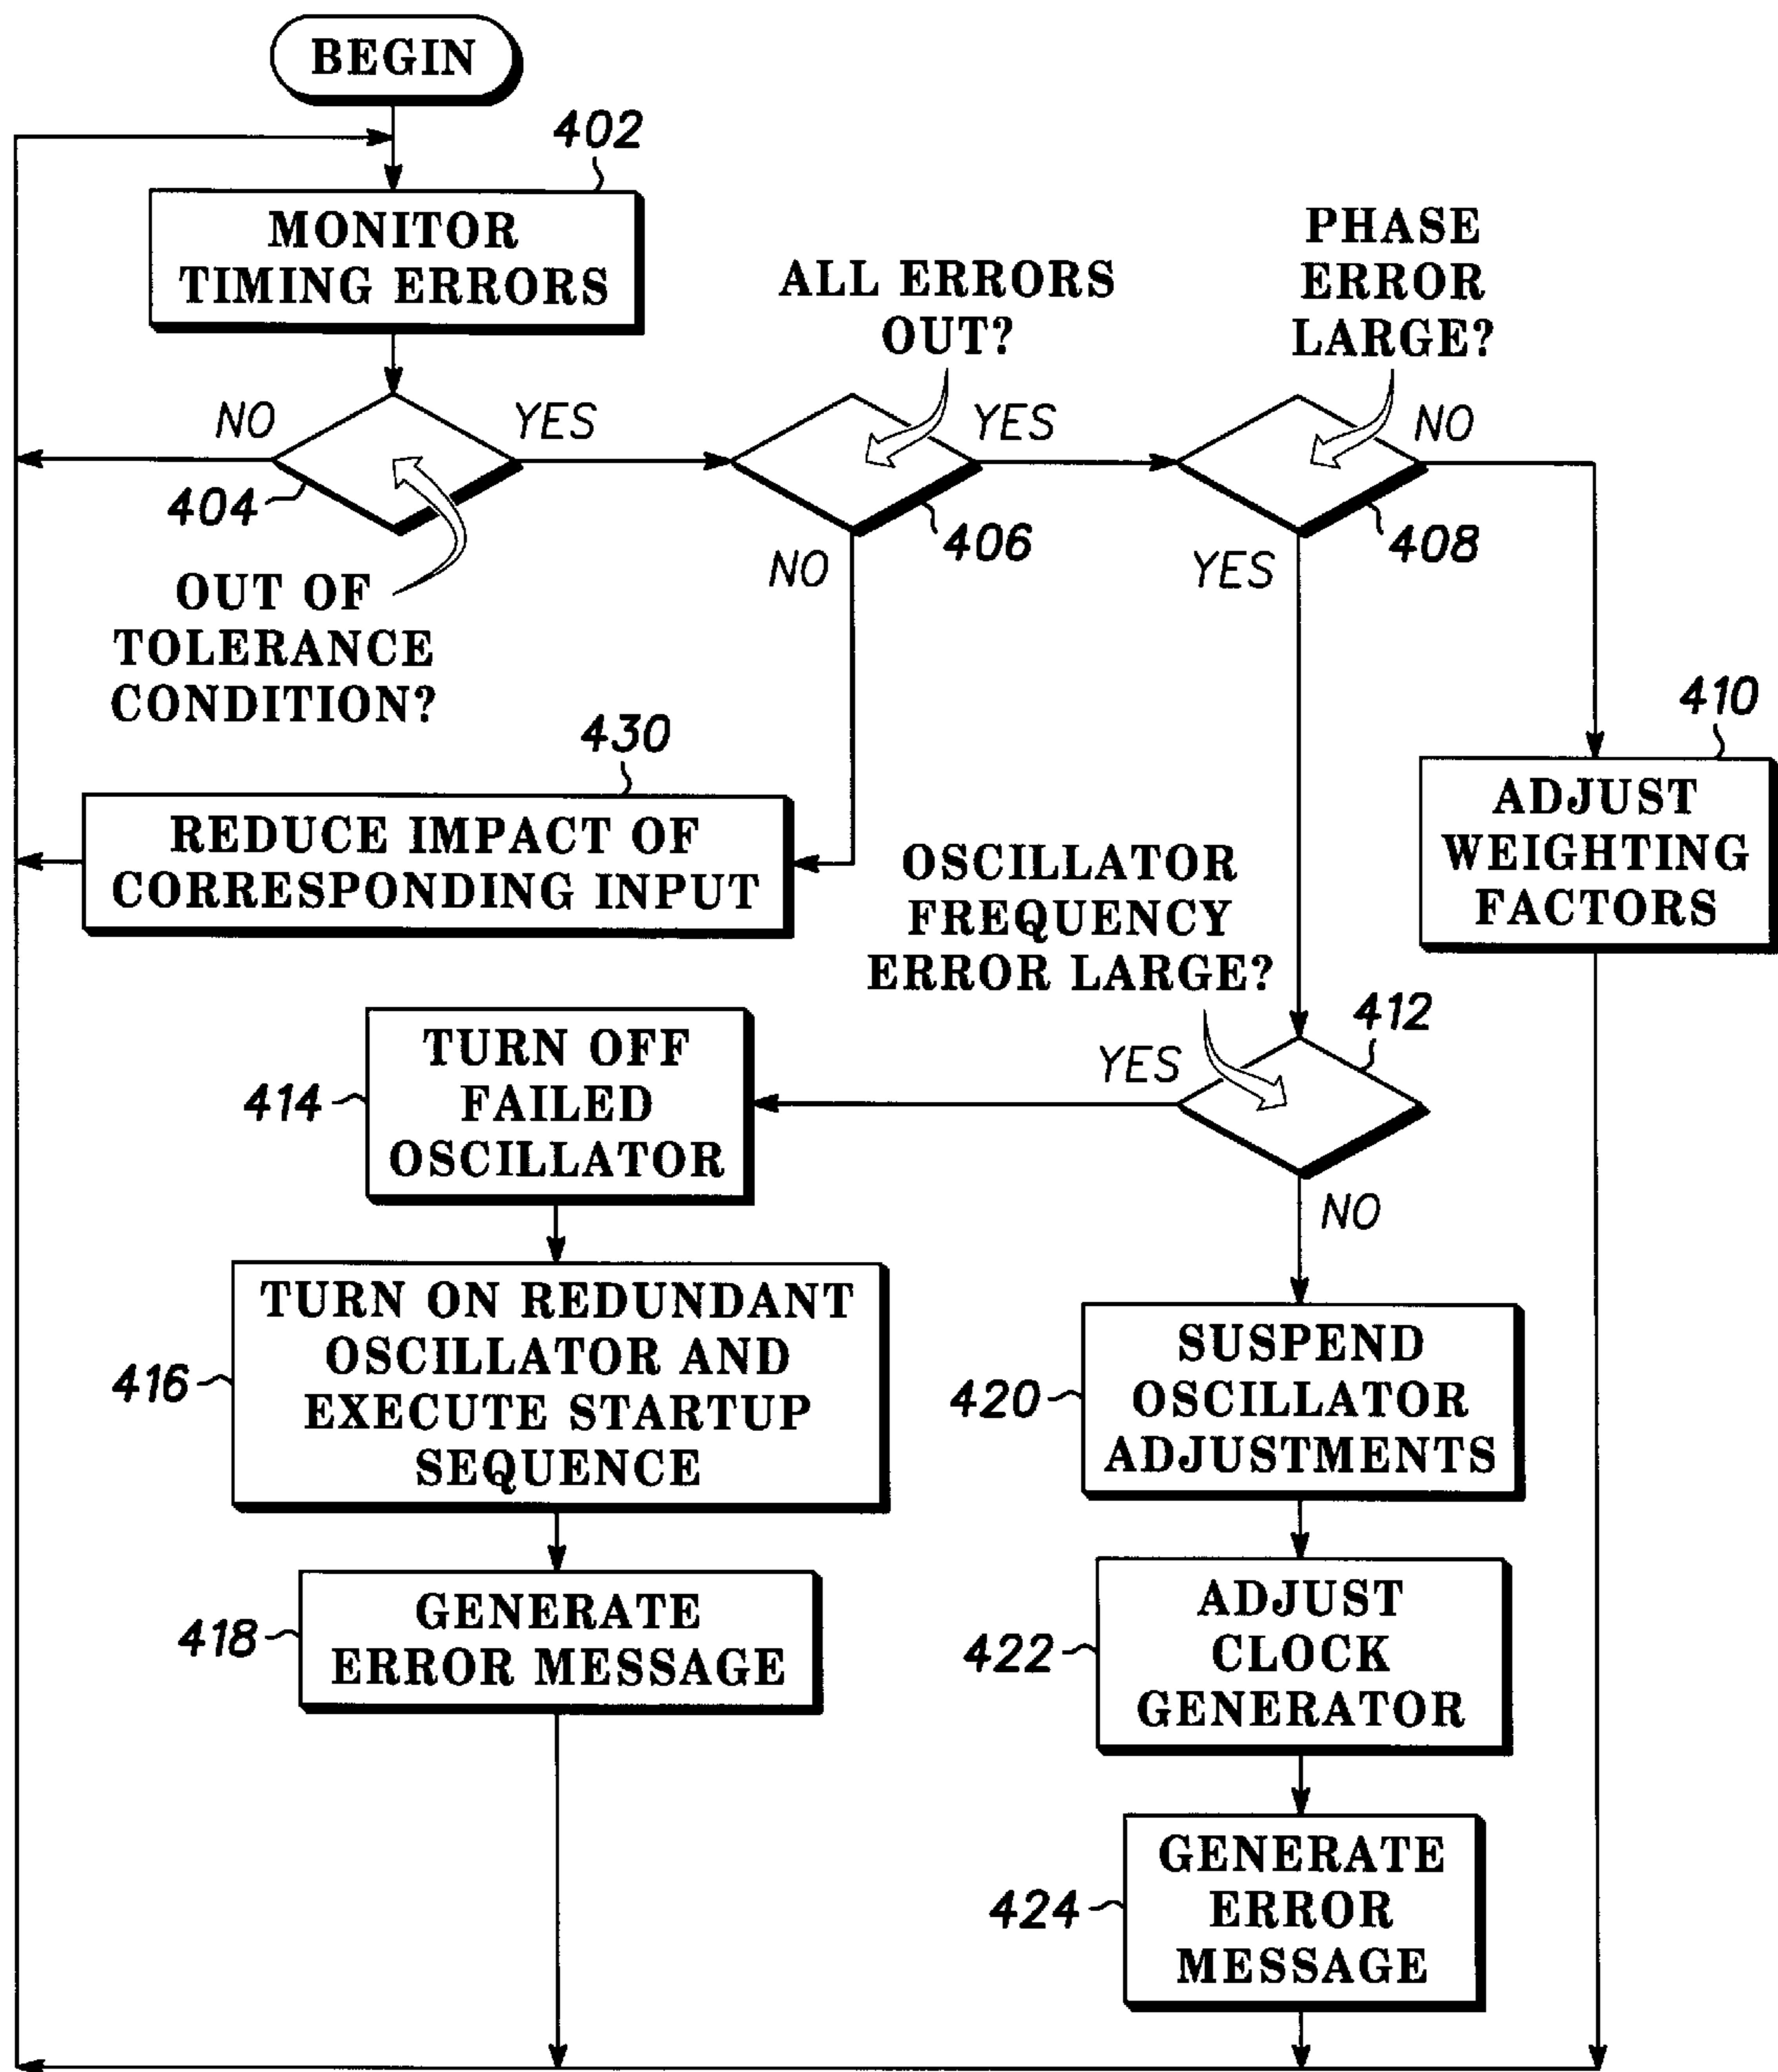 BEGIN
402
MONITOR
TIMING ERRORS
ALL ERRORS
OUT?
PHASE
ERROR
LARGE?
NO
YES
YES
NO
404
406
408
NO
YES
OUT OF
TOLERANCE
CONDITION?
430
410
REDUCE IMPACT OF
CORRESPONDING INPUT
ADJUST
WEIGHTING
FACTORS
OSCILLATOR
FREQUENCY
ERROR LARGE?
412
YES
NO
414
TURN OFF
FAILED
OSCILLATOR
416
TURN ON REDUNDANT
OSCILLATOR AND
EXECUTE STARTUP
SEQUENCE
418
GENERATE
ERROR MESSAGE
420
SUSPEND
OSCILLATOR
ADJUSTMENTS
422
ADJUST
CLOCK
GENERATOR
424
GENERATE
ERROR
MESSAGE